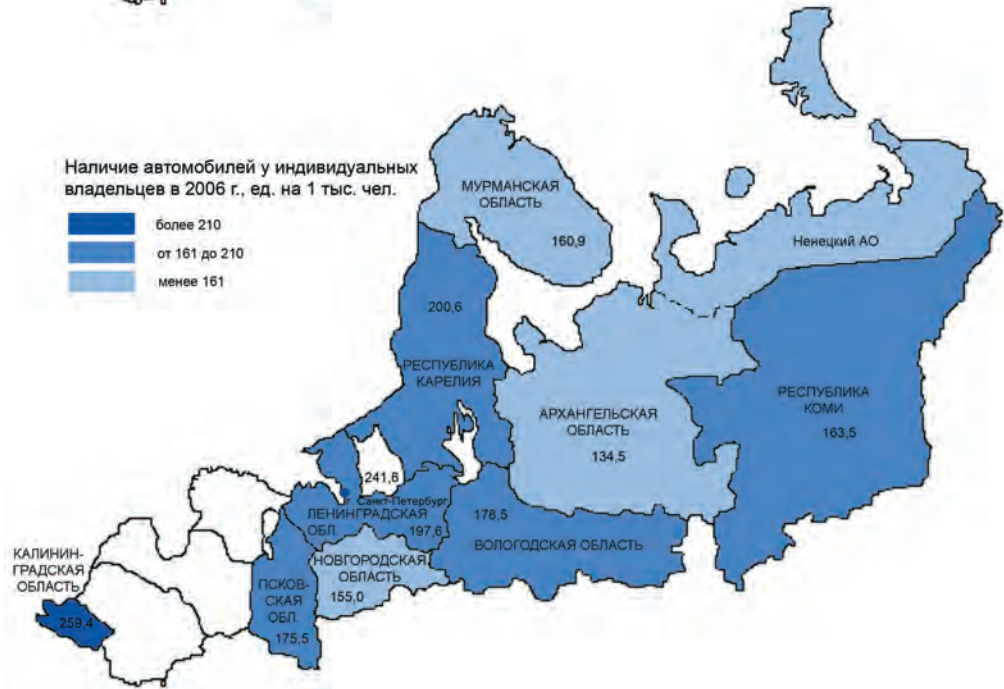 Наличие автомобилей у индивидуальных
владельцев в 2006 г., ед. на 1 тыс. чел.
более 210
от 161 до 210
менее 161
МУРМАНСКАЯ
ОБЛАСТЬ
160,9
Ненецкий АО
200,6
РЕСПУБЛИКА
КАРЕЛИЯ
АРХАНГЕЛЬСКАЯ
ОБЛАСТЬ
134,5
РЕСПУБЛИКА
КОМИ
163,5
241,6
г. Санкт-Петербург
ЛЕНИНГРАДСКАЯ
ОБЛ.
197,6
178,5
ВОЛОГОДСКАЯ ОБЛАСТЬ
НОВГОРОДСКАЯ
ОБЛАСТЬ
155,0
ПСКОВ-
СКАЯ
ОБЛ.
175,5
КАЛИНИН-
ГРАДСКАЯ
ОБЛАСТЬ
259,4